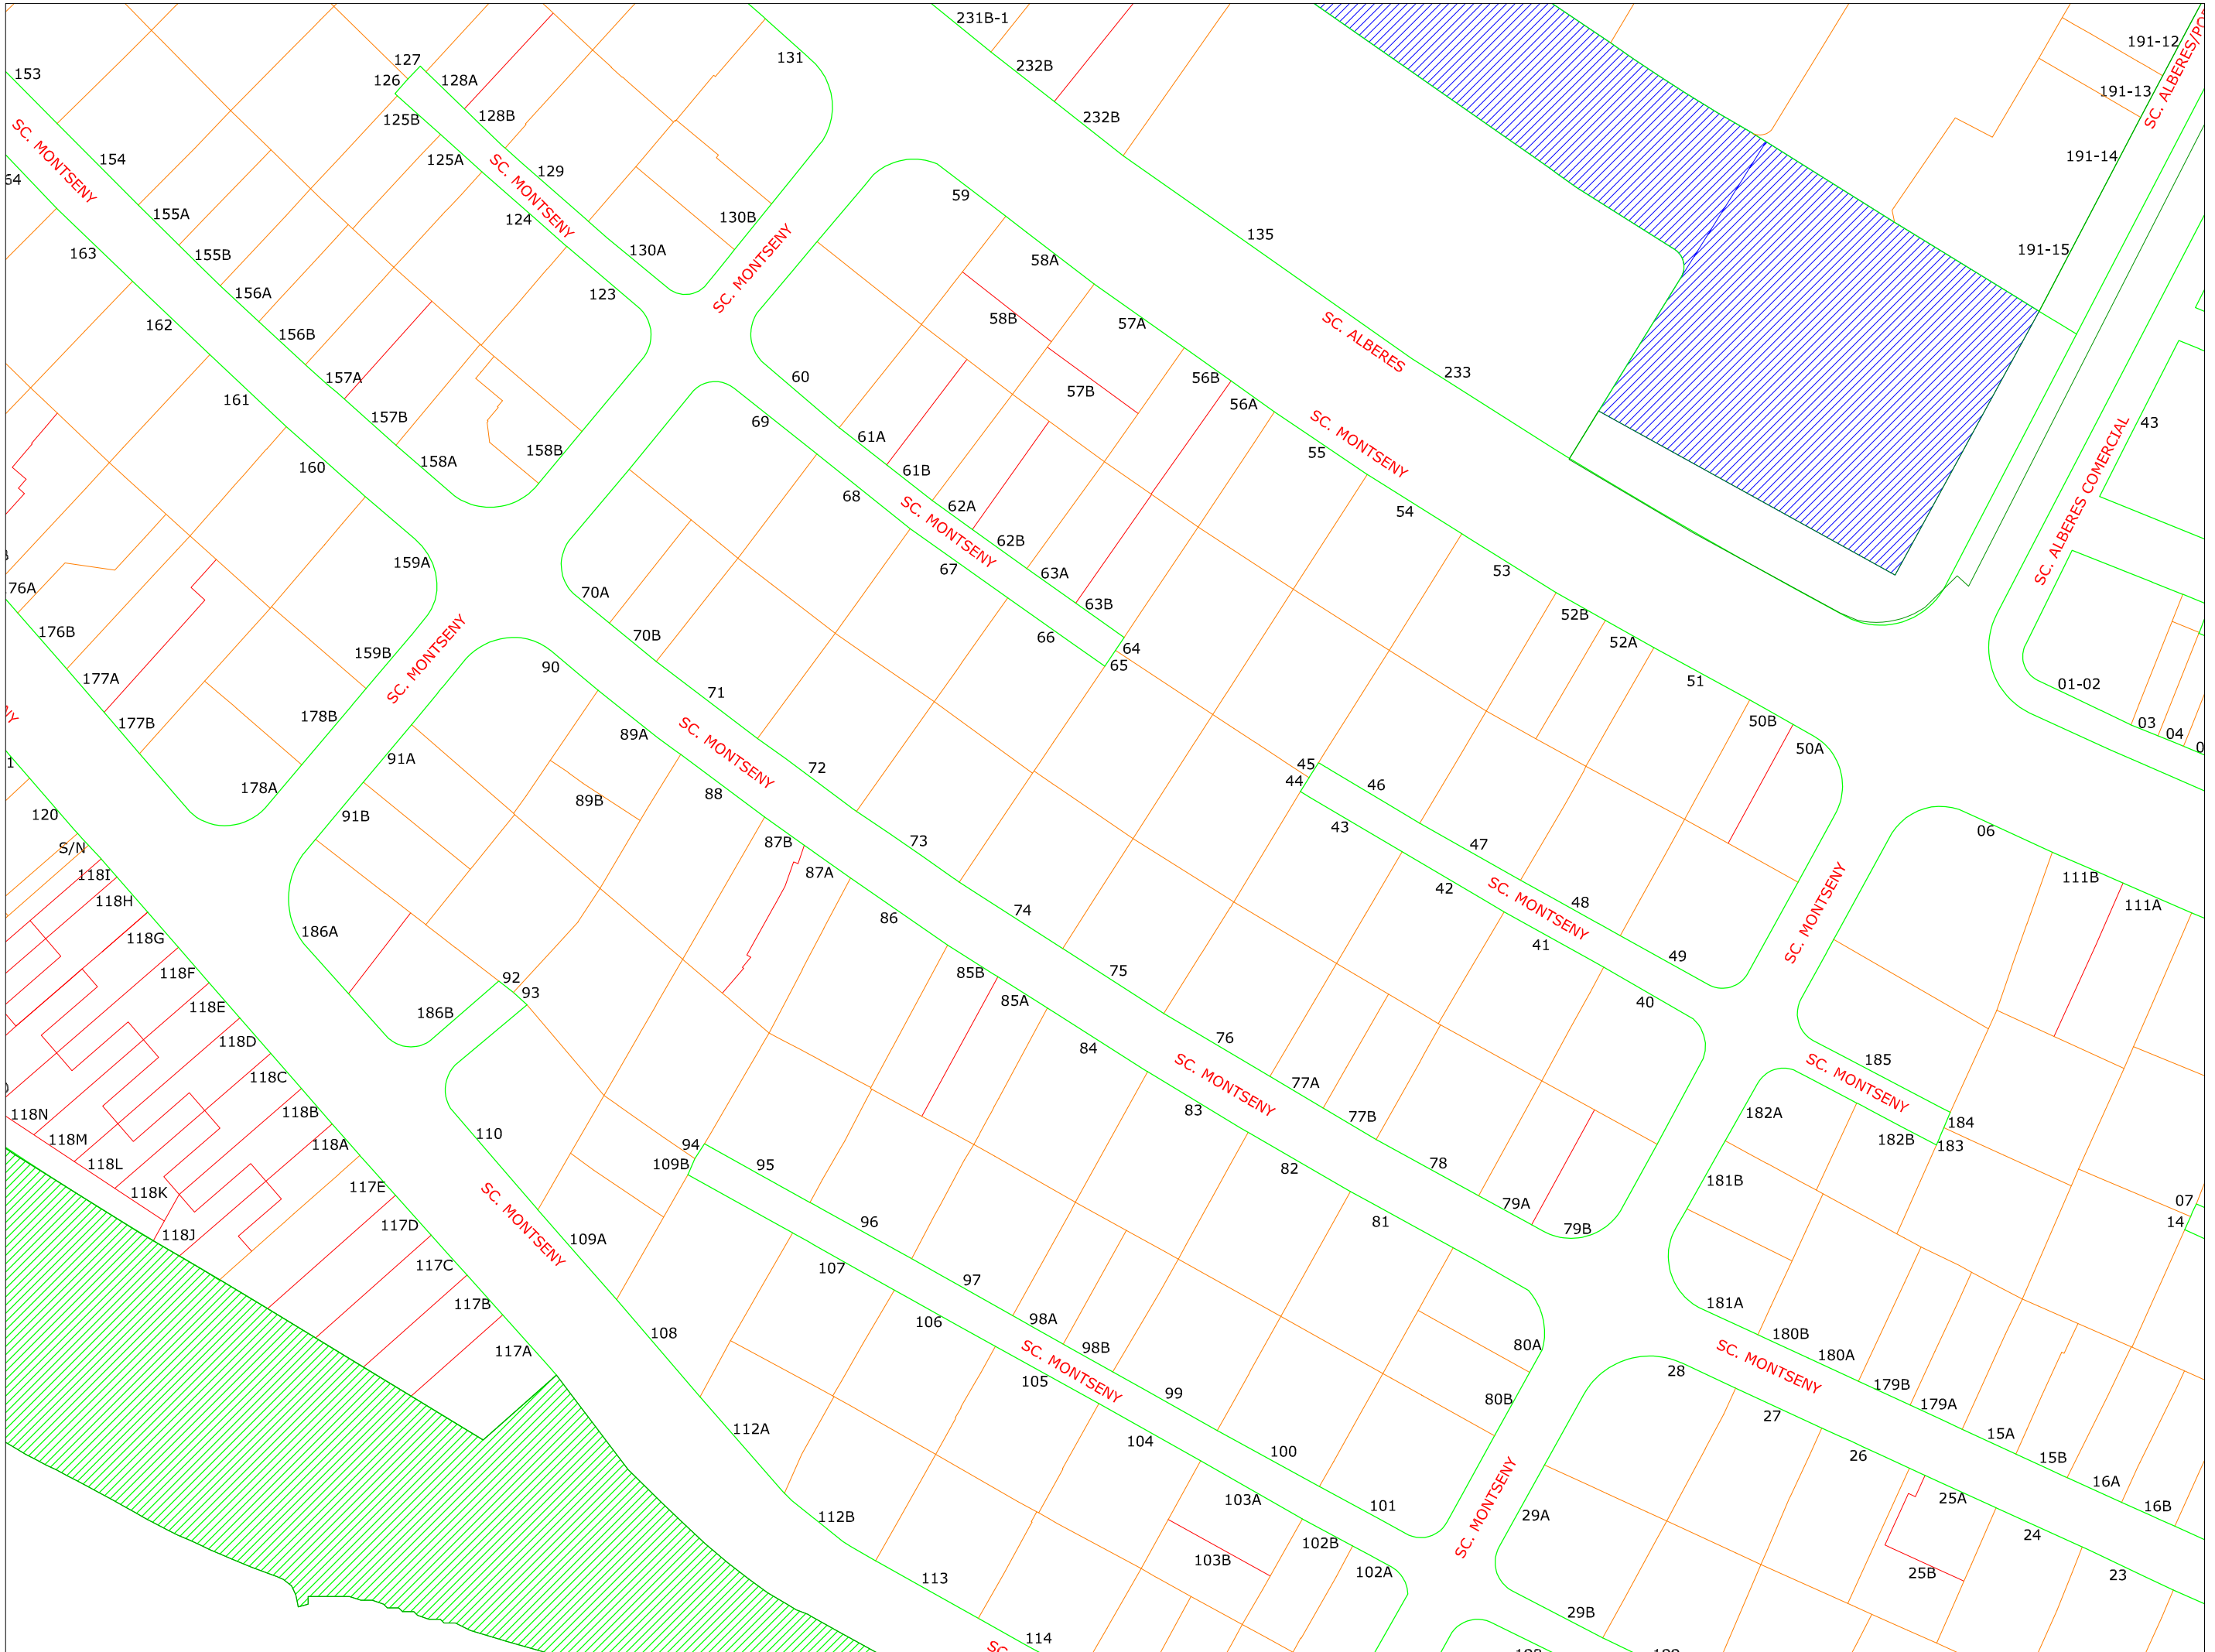 231B-1
131
127
153
126
128A
232B
191-12
191-13
SC. ALBERES/
125B
128B
232B
SC. MONTSENY
154
125A
SC. MONTSENY
129
191-14
64
155A
124
130B
59
163
155B
130A
SC. MONTSENY
135
191-15
58A
156A
123
162
156B
58B
57A
SC. ALBERES
157A
60
57B
56B
233
161
157B
69
56A
SC. MONTSENY
43
160
158A
158B
61A
61B
55
68
SC. MONTSENY
62A
54
SC. ALBERES COMERCIAL
159A
62B
67
63A
53
76A
70A
63B
52B
176B
70B
66
64
65
52A
159B
SC. MONTSENY
90
177A
71
51
01-02
177B
178B
89A
SC. MONTSENY
50B
03
04
91A
72
45
44
46
50A
178A
89B
88
120
91B
43
06
S/N
87B
73
47
118I
87A
42
SC. MONTSENY
SC. MONTSENY
111B
118H
186A
86
74
48
111A
118G
41
118F
92
93
85B
75
49
118E
186B
85A
40
118D
84
76
185
118C
SC. MONTSENY
77A
SC. MONTSENY
118N
118B
83
77B
182A
184
118M
118A
110
94
182B
183
118L
109B
95
82
78
118K
117E
181B
07
118J
117D
SC. MONTSENY
109A
96
81
79A
79B
14
117C
107
97
181A
117B
106
98A
180B
117A
108
SC. MONTSENY
98B
80A
SC. MONTSENY
180A
105
99
80B
28
179B
112A
104
100
27
179A
26
15A
15B
112B
103A
101
SC. MONTSENY
29A
25A
16A
16B
103B
102B
102A
25B
24
113
23
29B
114